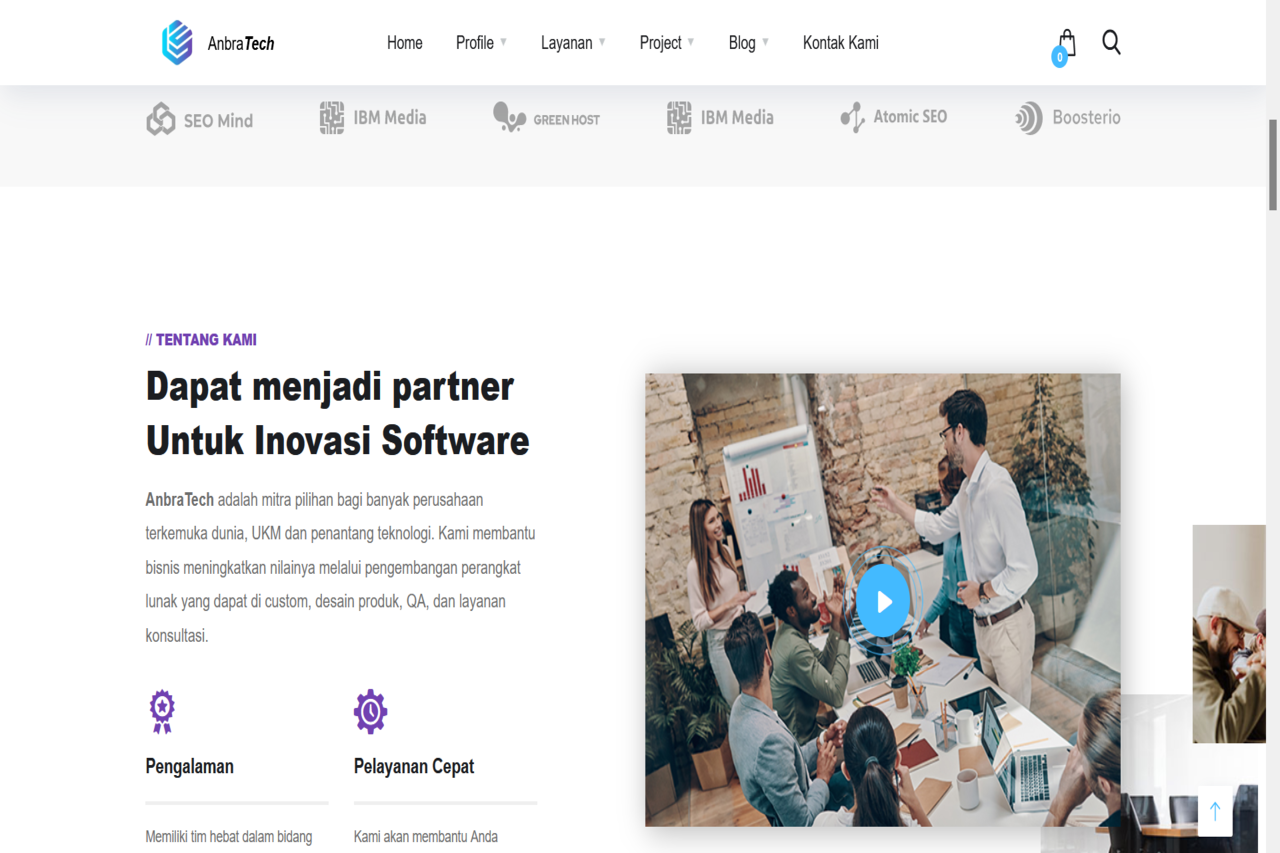 AnbraTech
Home Profile Layanan Project Blog Kontak Kami
0
SEO Mind IBM Media GREEN HOST IBM Media Atomic SEO Boosterio
// TENTANG KAMI
Dapat menjadi partner
Untuk Inovasi Software
AnbraTech adalah mitra pilihan bagi banyak perusahaan
terkemuka dunia, UKM dan penantang teknologi. Kami membantu
bisnis meningkatkan nilainya melalui pengembangan perangkat
lunak yang dapat di custom, desain produk, QA, dan layanan
konsultasi.
Pengalaman Pelayanan Cepat
Memiliki tim hebat dalam bidang Kami akan membantu Anda